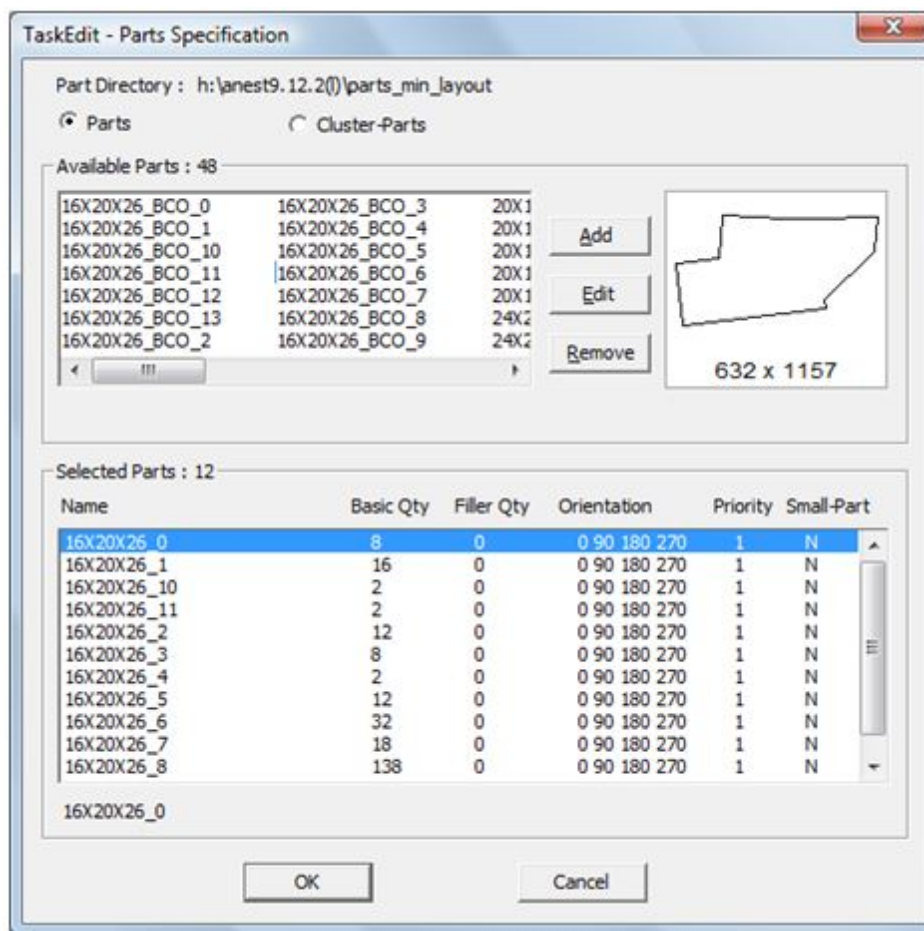 TaskEdit - Parts Specification
Part Directory : h:\anest9.12.2(l)\parts_min_layout
Parts Cluster-Parts
Available Parts : 48
16X20X26_BCO_0 16X20X26_BCO_3 20X1
16X20X26_BCO_1 16X20X26_BCO_4 20X1
16X20X26_BCO_10 16X20X26_BCO_5 20X1
16X20X26_BCO_11 16X20X26_BCO_6 20X1
16X20X26_BCO_12 16X20X26_BCO_7 20X1
16X20X26_BCO_13 16X20X26_BCO_8 24X2
16X20X26_BCO_2 16X20X26_BCO_9 24X2
Add
Edit
Remove
632 x 1157
Selected Parts : 12
Name Basic Qty Filler Qty Orientation Priority Small-Part
16X20X26_0 8 0 0 90 180 270 1 N
16X20X26_1 16 0 0 90 180 270 1 N
16X20X26_10 2 0 0 90 180 270 1 N
16X20X26_11 2 0 0 90 180 270 1 N
16X20X26_2 12 0 0 90 180 270 1 N
16X20X26_3 8 0 0 90 180 270 1 N
16X20X26_4 2 0 0 90 180 270 1 N
16X20X26_5 12 0 0 90 180 270 1 N
16X20X26_6 32 0 0 90 180 270 1 N
16X20X26_7 18 0 0 90 180 270 1 N
16X20X26_8 138 0 0 90 180 270 1 N
16X20X26_0
OK Cancel